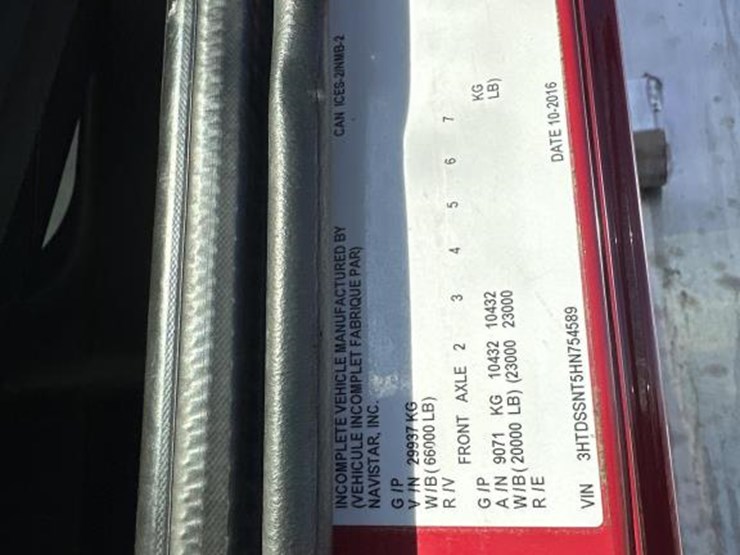 INCOMPLETE VEHICLE MANUFACTURED BY CAN ICES-2/NMB-2
(VEHICULE INCOMPLET FABRIQUE PAR)
NAVISTAR, INC.
G / P
V / N 29937 KG
W/B ( 66000 LB)
R / V FRONT AXLE 2 3 4 5 6 7
G / P
A / N 9071 KG 10432 10432 KG
W/B ( 20000 LB) (23000 23000 LB)
R / E
DATE 10-2016
VIN 3HTDSSNT5HN754589